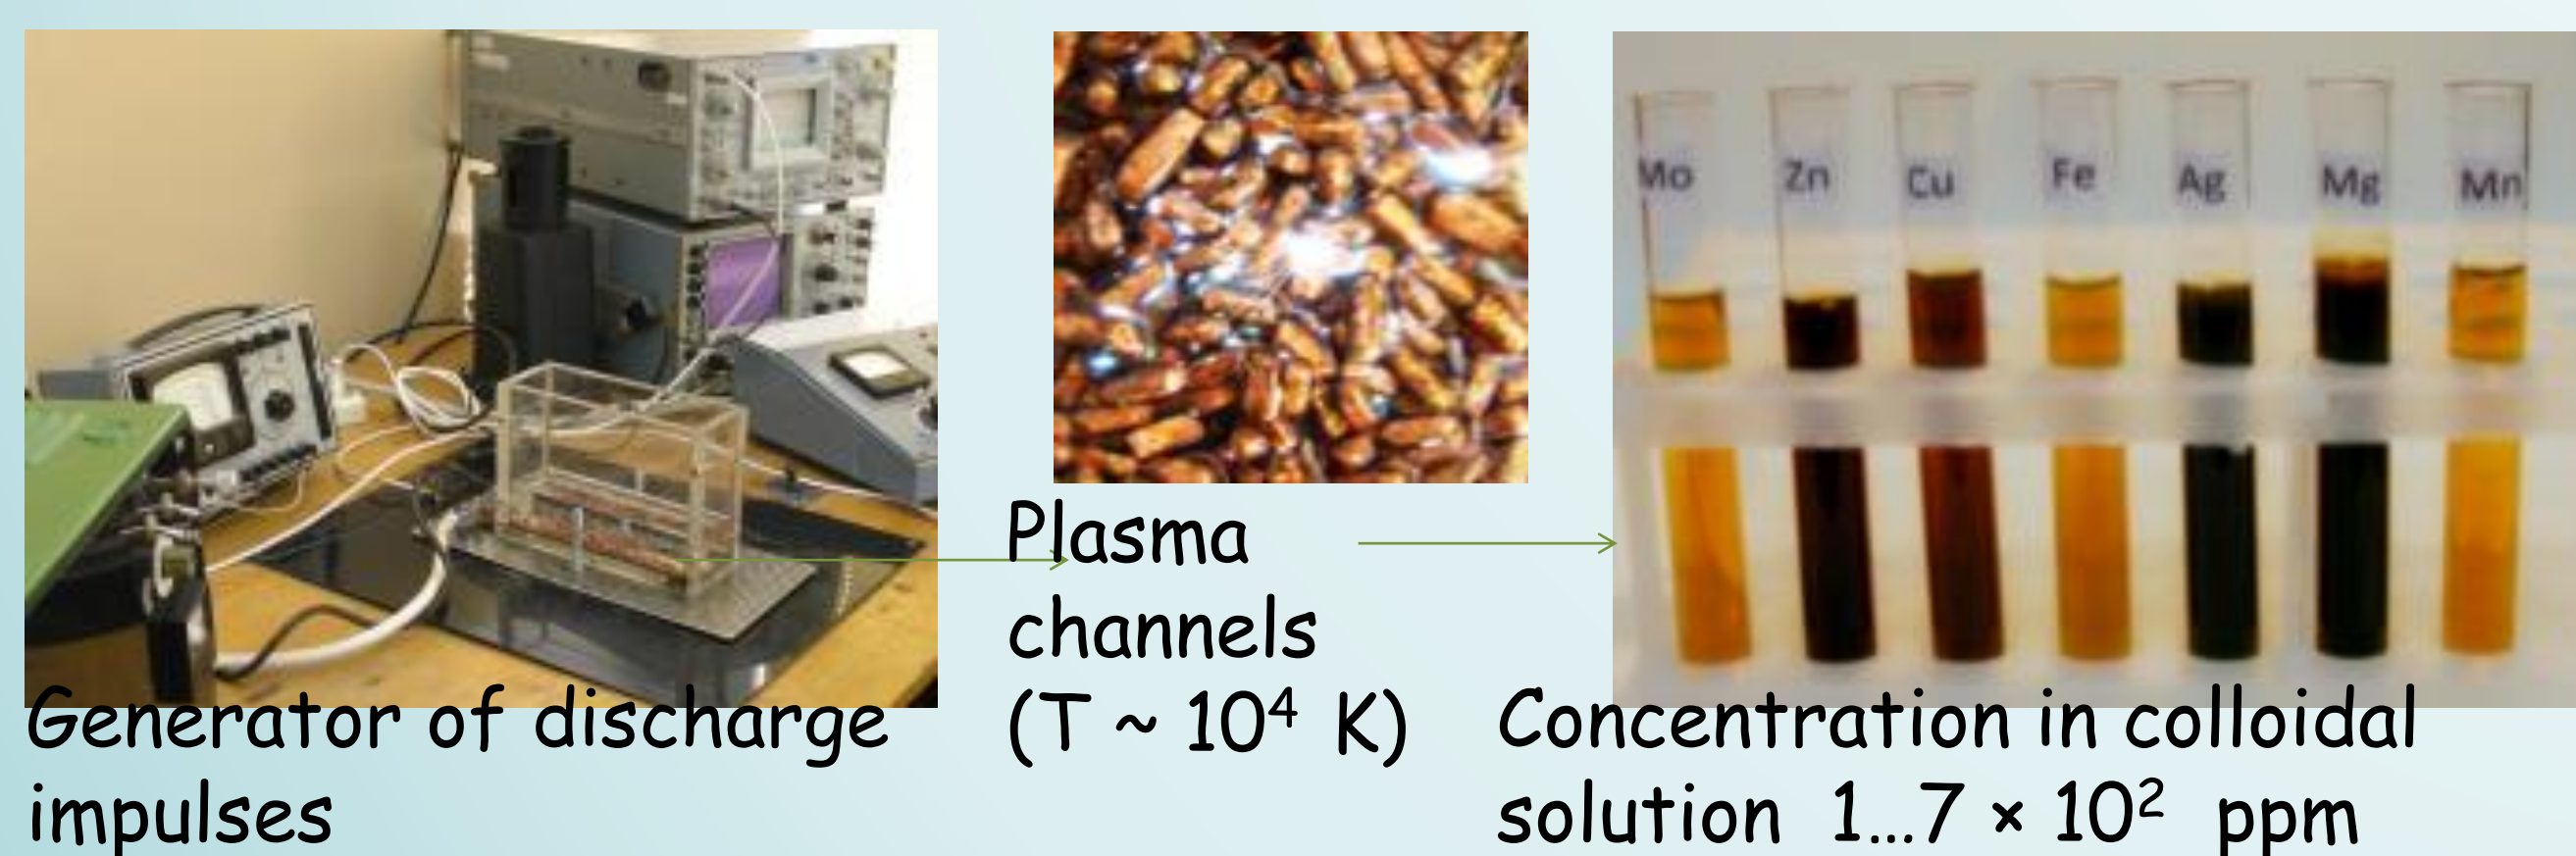 Mo Zn Cu Fe Ag Mg Mn
Plasma
channels
(T ~ 10⁴ K)
Generator of discharge
impulses
Concentration in colloidal
solution 1...7 × 10² ppm